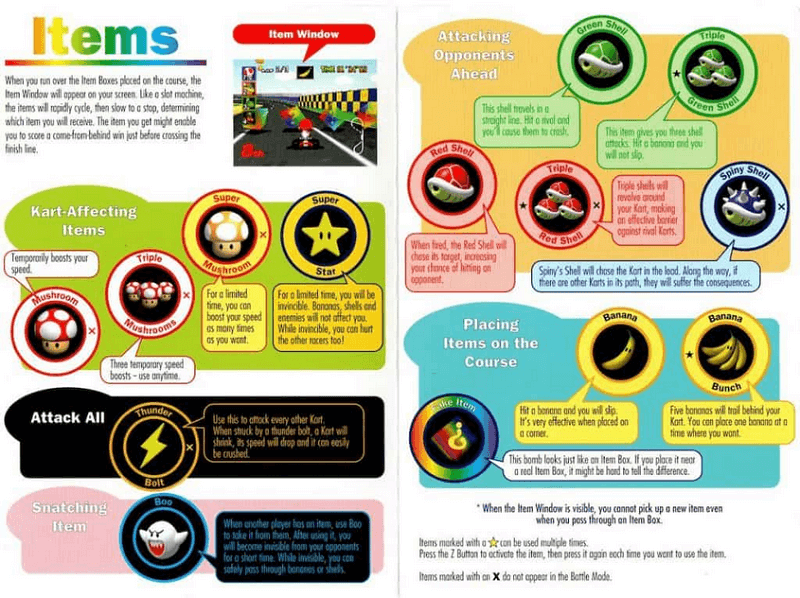 Items
When you run over the Item Boxes placed on the course, the
Item Window will appear on your screen. Like a slot machine,
the items will rapidly cycle, then slow to a stop, determining
which item you will receive. The item you get might enable
you to score a come-from-behind win just before crossing the
finish line.
Item Window
Kart-Affecting
Items
Temporarily boosts your
speed.
Mushroom
X
Triple
Mushrooms
X
Three temporary speed
boosts - use anytime.
Super
Mushroom
X
For a limited
time, you can
boost your speed
as many times
as you want.
Super
Star
For a limited time, you will be
invincible. Bananas, shells and
enemies will not affect you.
While invincible, you can hurt
the other racers too!
Attack All
Thunder
Bolt
X
Use this to attack every other Kart.
When struck by a thunder bolt, a Kart will
shrink, its speed will drop and it can easily
be crushed.
Snatching
Item
Boo
When another player has an item, use Boo
to take it from them. After using it, you
will become invisible from your opponents
for a short time. While invisible, you can
safely pass through bananas or shells.
Attacking
Opponents
Ahead
Green Shell
This shell travels in a
straight line. Hit a rival and
you'll cause them to crash.
Triple
Green Shell
This item gives you three shell
attacks. Hit a banana and you
will not slip.
Red Shell
When fired, the Red Shell will
chase its target, increasing
your chance of hitting an
opponent.
Triple
Red Shell
X
Triple shells will
revolve around
your Kart, making
an effective barrier
against rival Karts.
Spiny Shell
X
Spiny's Shell will chase the Kart in the lead. Along the way, if
there are other Karts in its path, they will suffer the consequences.
Placing
Items on the
Course
Banana
Hit a banana and you will slip.
It's very effective when placed on
a corner.
Banana
Bunch
Five bananas will trail behind your
Kart. You can place one banana at a
time where you want.
Fake Item
This bomb looks just like an Item Box. If you place it near
a real Item Box, it might be hard to tell the difference.
* When the Item Window is visible, you cannot pick up a new item even
when you pass through an Item Box.
Items marked with a ☆ can be used multiple times.
Press the Z Button to activate the item, then press it again each time you want to use the item.
Items marked with an X do not appear in the Battle Mode.